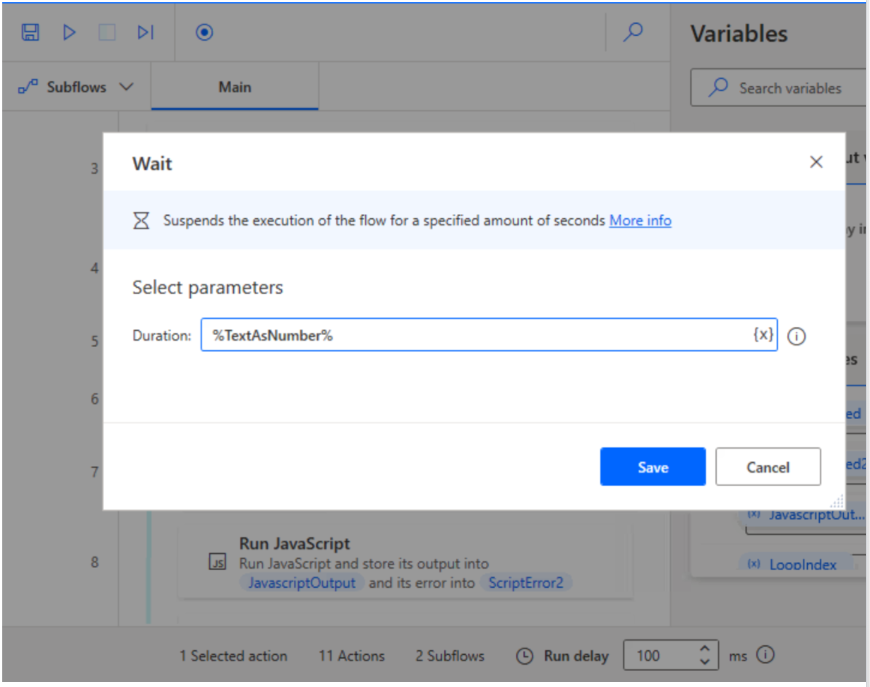 Variables
Subflows
Main
Search variables
3
Wait
Suspends the execution of the flow for a specified amount of seconds More info
4
Select parameters
5
Duration: %TextAsNumber% {x}
6
7
Save
Cancel
JavascriptOut...
Run JavaScript
8
JS
Run JavaScript and store its output into
(x) LoopIndex
JavascriptOutput and its error into ScriptError2
1 Selected action 11 Actions 2 Subflows Run delay 100 ms